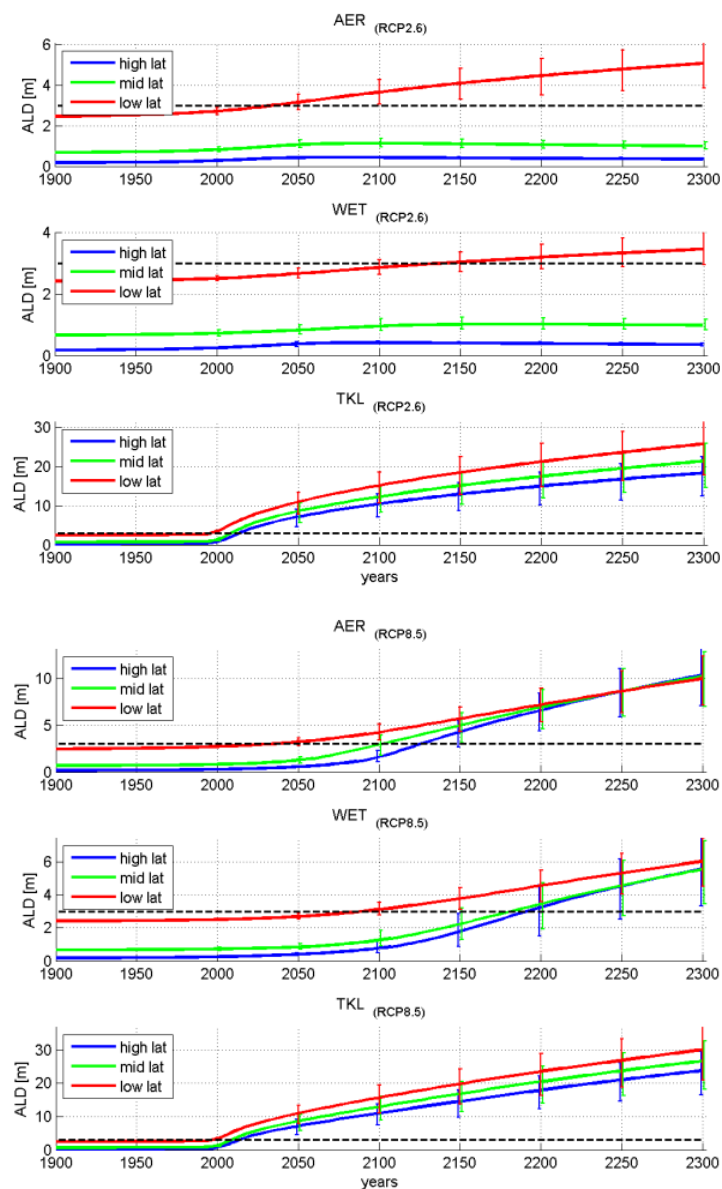 AER (RCP2.6)
ALD [m]
6
4
2
0
high lat
mid lat
low lat
1900 1950 2000 2050 2100 2150 2200 2250 2300
WET (RCP2.6)
ALD [m]
4
2
0
high lat
mid lat
low lat
1900 1950 2000 2050 2100 2150 2200 2250 2300
TKL (RCP2.6)
ALD [m]
30
20
10
0
high lat
mid lat
low lat
1900 1950 2000 2050 2100 2150 2200 2250 2300
years
AER (RCP8.5)
ALD [m]
10
5
0
high lat
mid lat
low lat
1900 1950 2000 2050 2100 2150 2200 2250 2300
WET (RCP8.5)
ALD [m]
6
4
2
0
high lat
mid lat
low lat
1900 1950 2000 2050 2100 2150 2200 2250 2300
TKL (RCP8.5)
ALD [m]
30
20
10
0
high lat
mid lat
low lat
1900 1950 2000 2050 2100 2150 2200 2250 2300
years